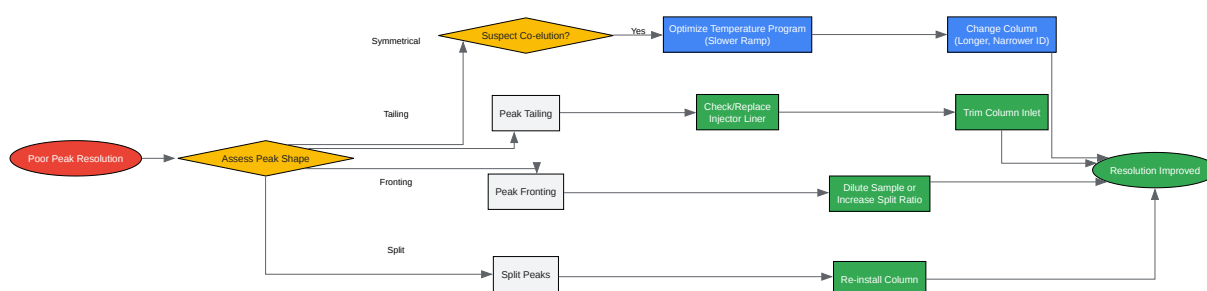 Symmetrical
Suspect Co-elution?
Yes
Optimize Temperature Program
(Slower Ramp)
Change Column
(Longer, Narrower ID)
Tailing
Peak Tailing
Check/Replace
Injector Liner
Trim Column Inlet
Poor Peak Resolution
Assess Peak Shape
Resolution Improved
Fronting
Peak Fronting
Dilute Sample or
Increase Split Ratio
Split
Split Peaks
Re-install Column